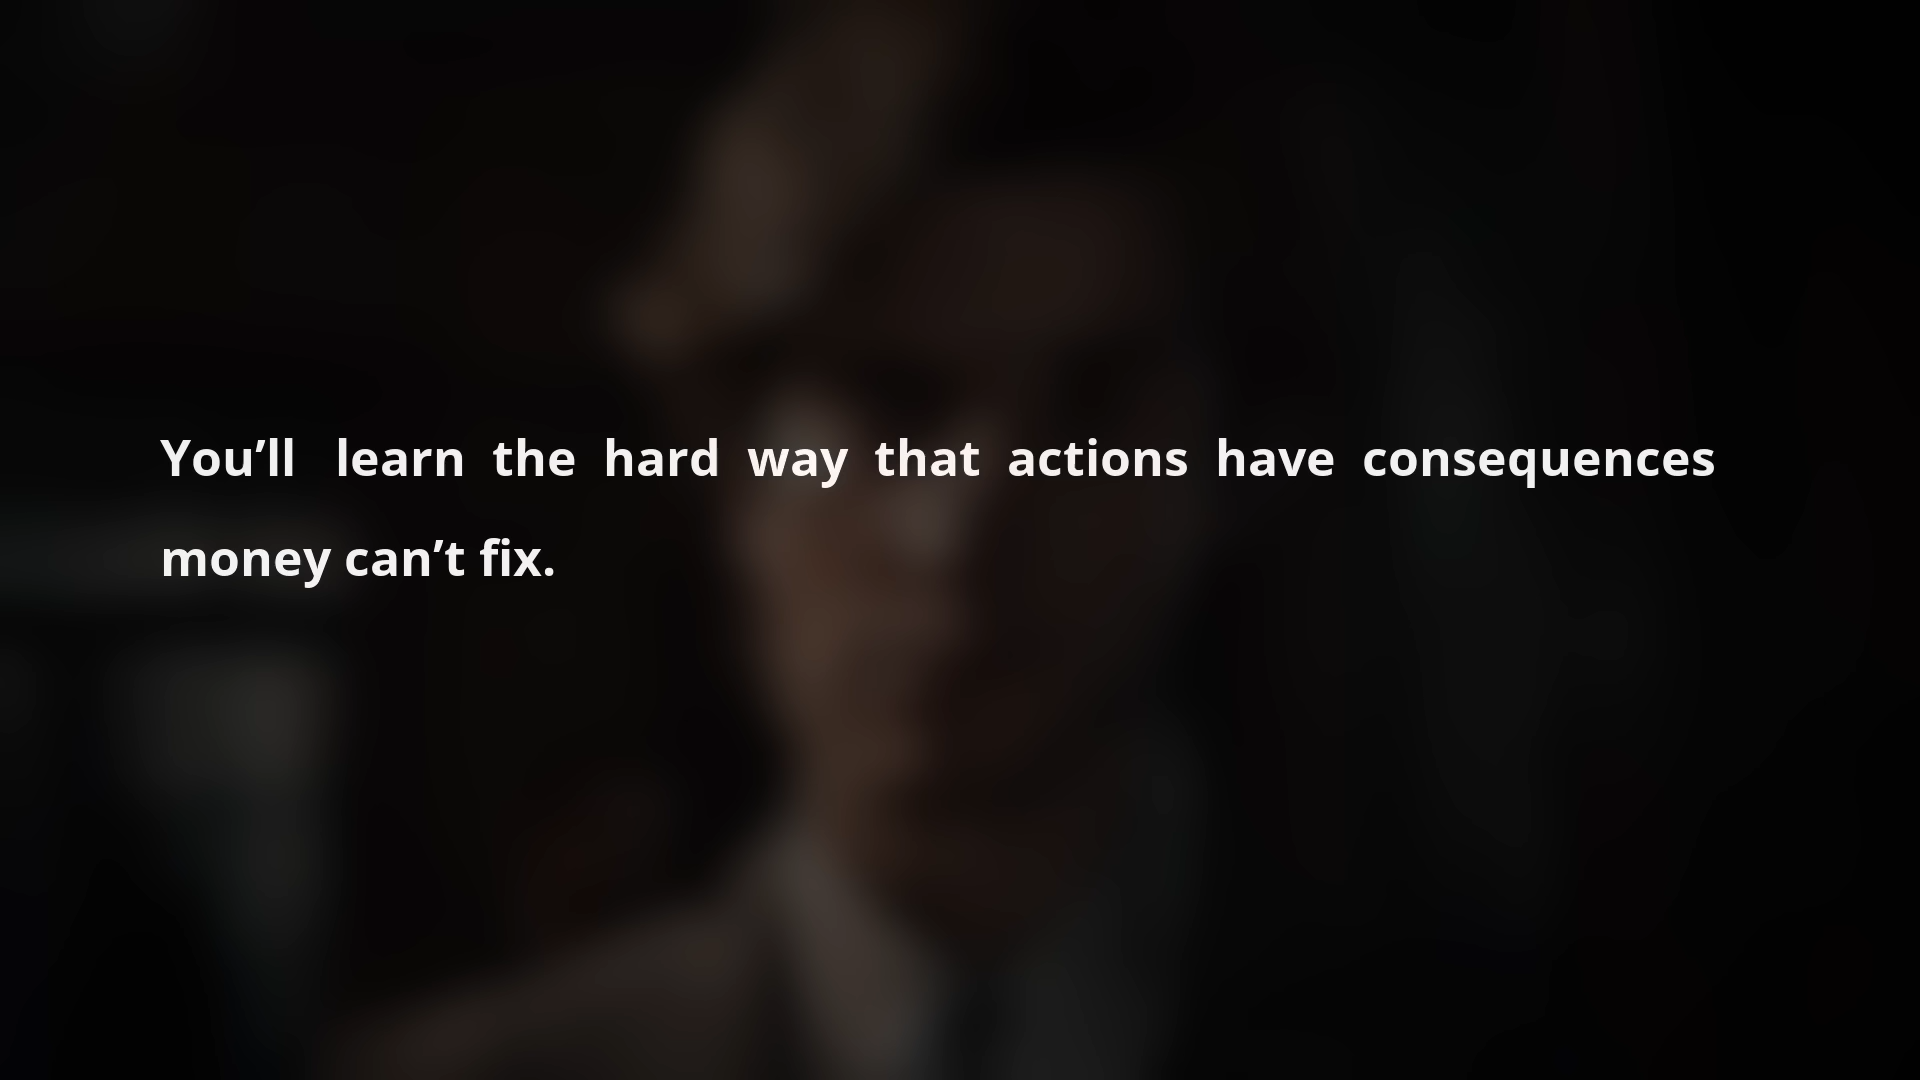 You’ll learn the hard way that actions have consequences
money can’t fix.